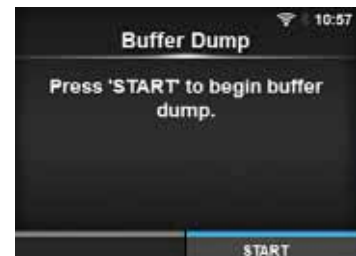 10:57
Buffer Dump
Press 'START' to begin buffer
dump.
START